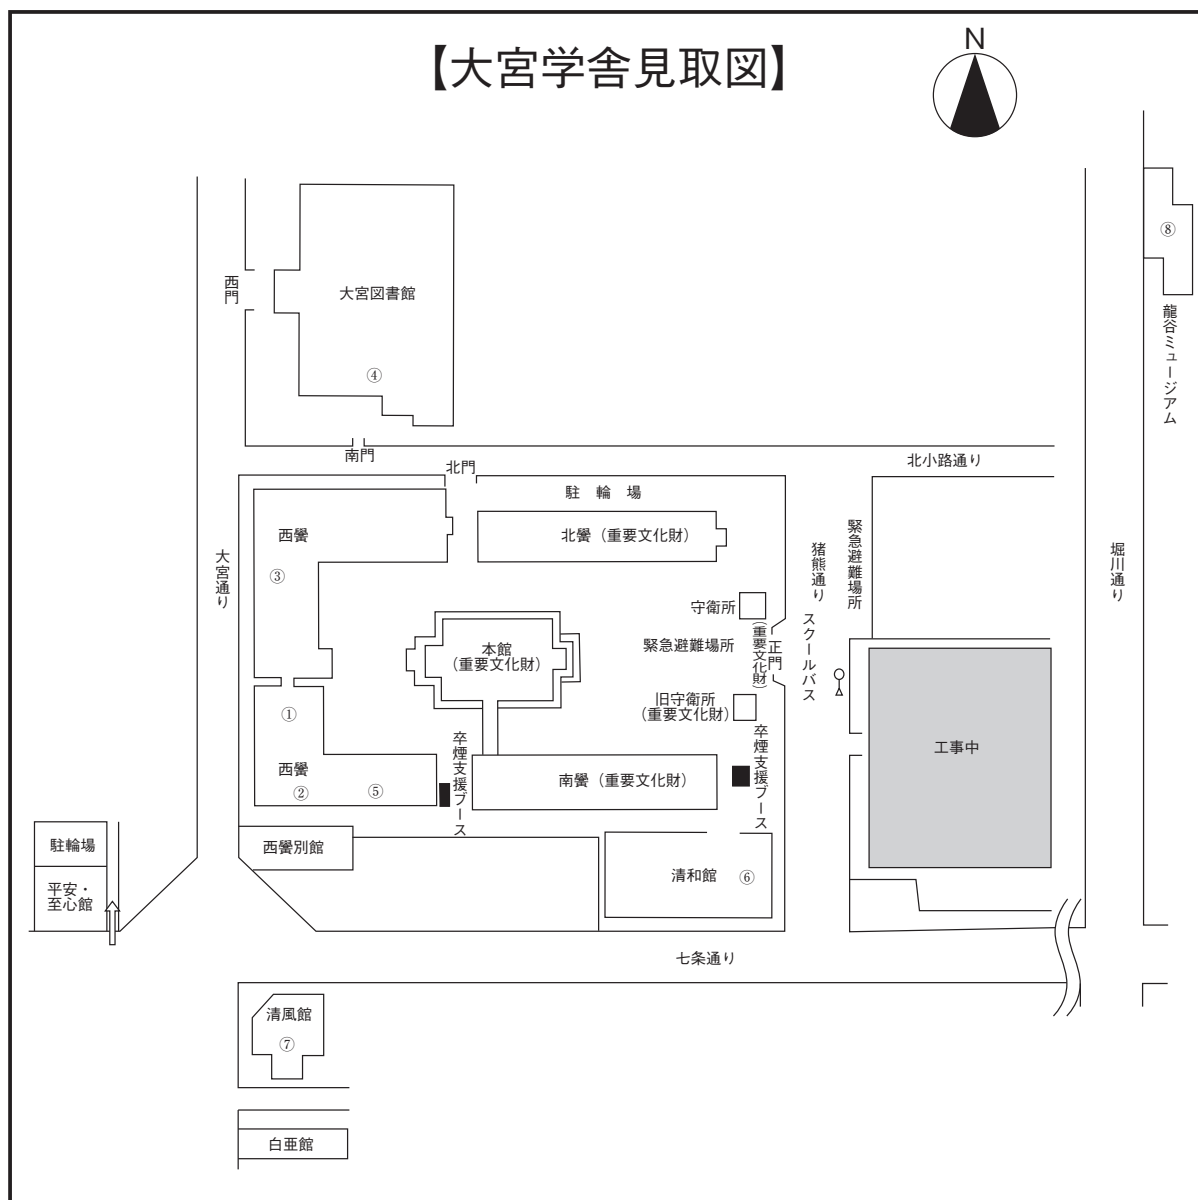 【大宮学舎見取図】
N
⑧
龍谷ミュージアム
西門
大宮図書館
④
南門
北門
北小路通り
駐輪場
西黌
③
北黌（重要文化財）
大宮通り
猪熊通り
緊急避難場所
堀川通り
守衛所
スクールバス
本館
（重要文化財）
緊急避難場所
正門
（重要文化財）
旧守衛所
（重要文化財）
①
西黌
②
⑤
卒煙支援ブース
南黌（重要文化財）
卒煙支援ブース
工事中
駐輪場
平安・
至心館
西黌別館
清和館
⑥
七条通り
清風館
⑦
白亜館